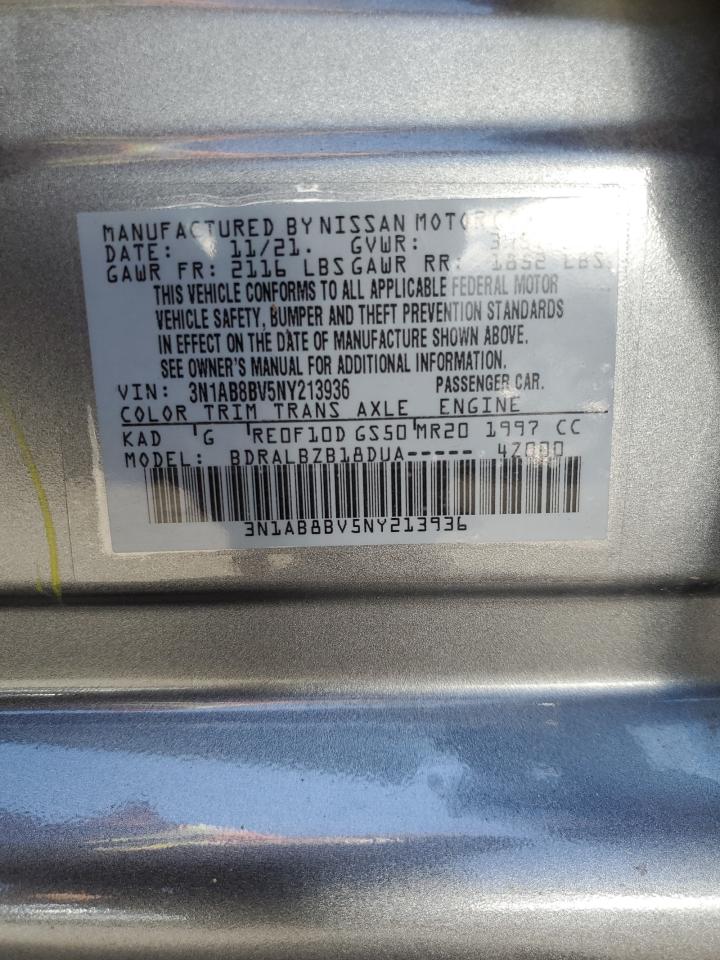 MANUFACTURED BY NISSAN MOTOR
DATE: 11/21. GVWR:
GAWR FR: 2116 LBS GAWR RR: 1852 LBS
THIS VEHICLE CONFORMS TO ALL APPLICABLE FEDERAL MOTOR
VEHICLE SAFETY, BUMPER AND THEFT PREVENTION STANDARDS
IN EFFECT ON THE DATE OF MANUFACTURE SHOWN ABOVE.
SEE OWNER'S MANUAL FOR ADDITIONAL INFORMATION.
VIN: 3N1AB8BV5NY213936 PASSENGER CAR.
COLOR TRIM TRANS AXLE ENGINE
KAD G RE0F10D GS50 MR20 1997 CC
MODEL: BDRALBZB18DUA----- 4Z000
3N1AB8BV5NY213936